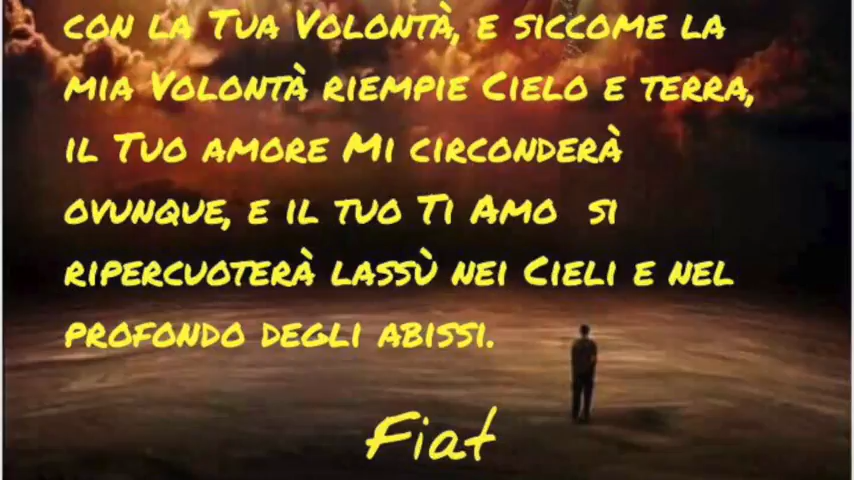 con la Tua Volontà, e siccome la
mia Volontà riempie Cielo e terra,
il Tuo amore Mi circonderà
ovunque, e il tuo Ti Amo si
ripercuoterà lassù nei Cieli e nel
profondo degli abissi.
Fiat